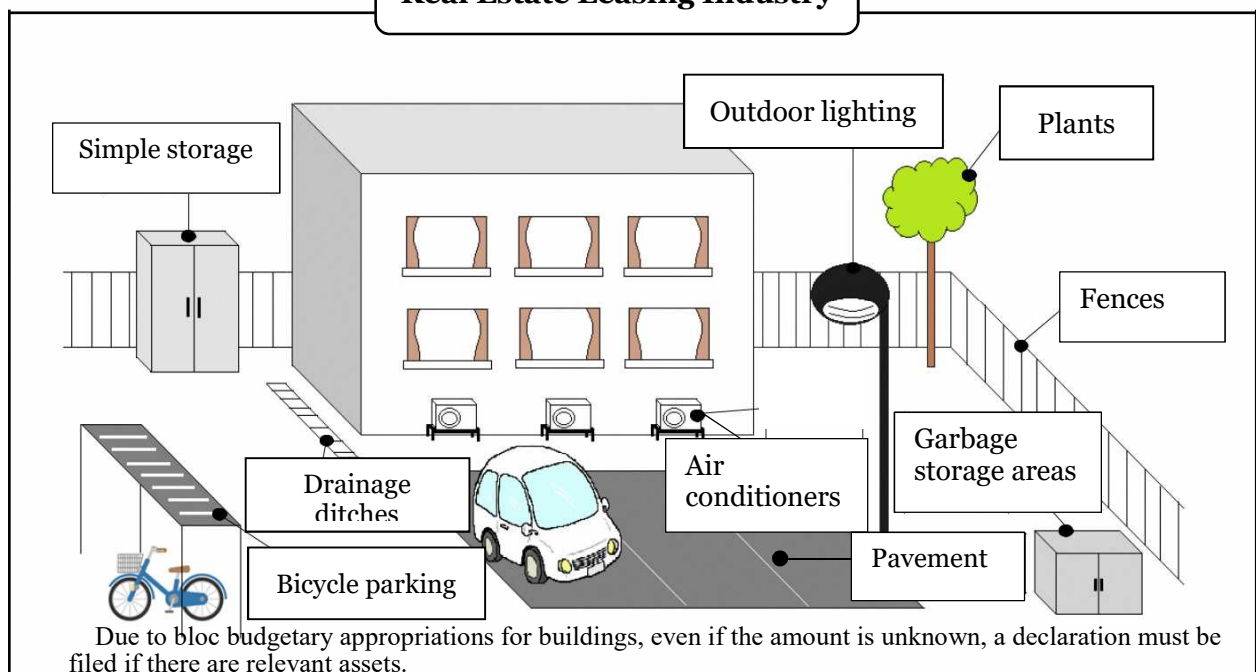 Real Estate Leasing Industry
Outdoor lighting
Plants
Simple storage
Fences
Garbage
storage areas
Air
conditioners
Drainage
ditches
Pavement
Bicycle parking
Due to bloc budgetary appropriations for buildings, even if the amount is unknown, a declaration must be
filed if there are relevant assets.